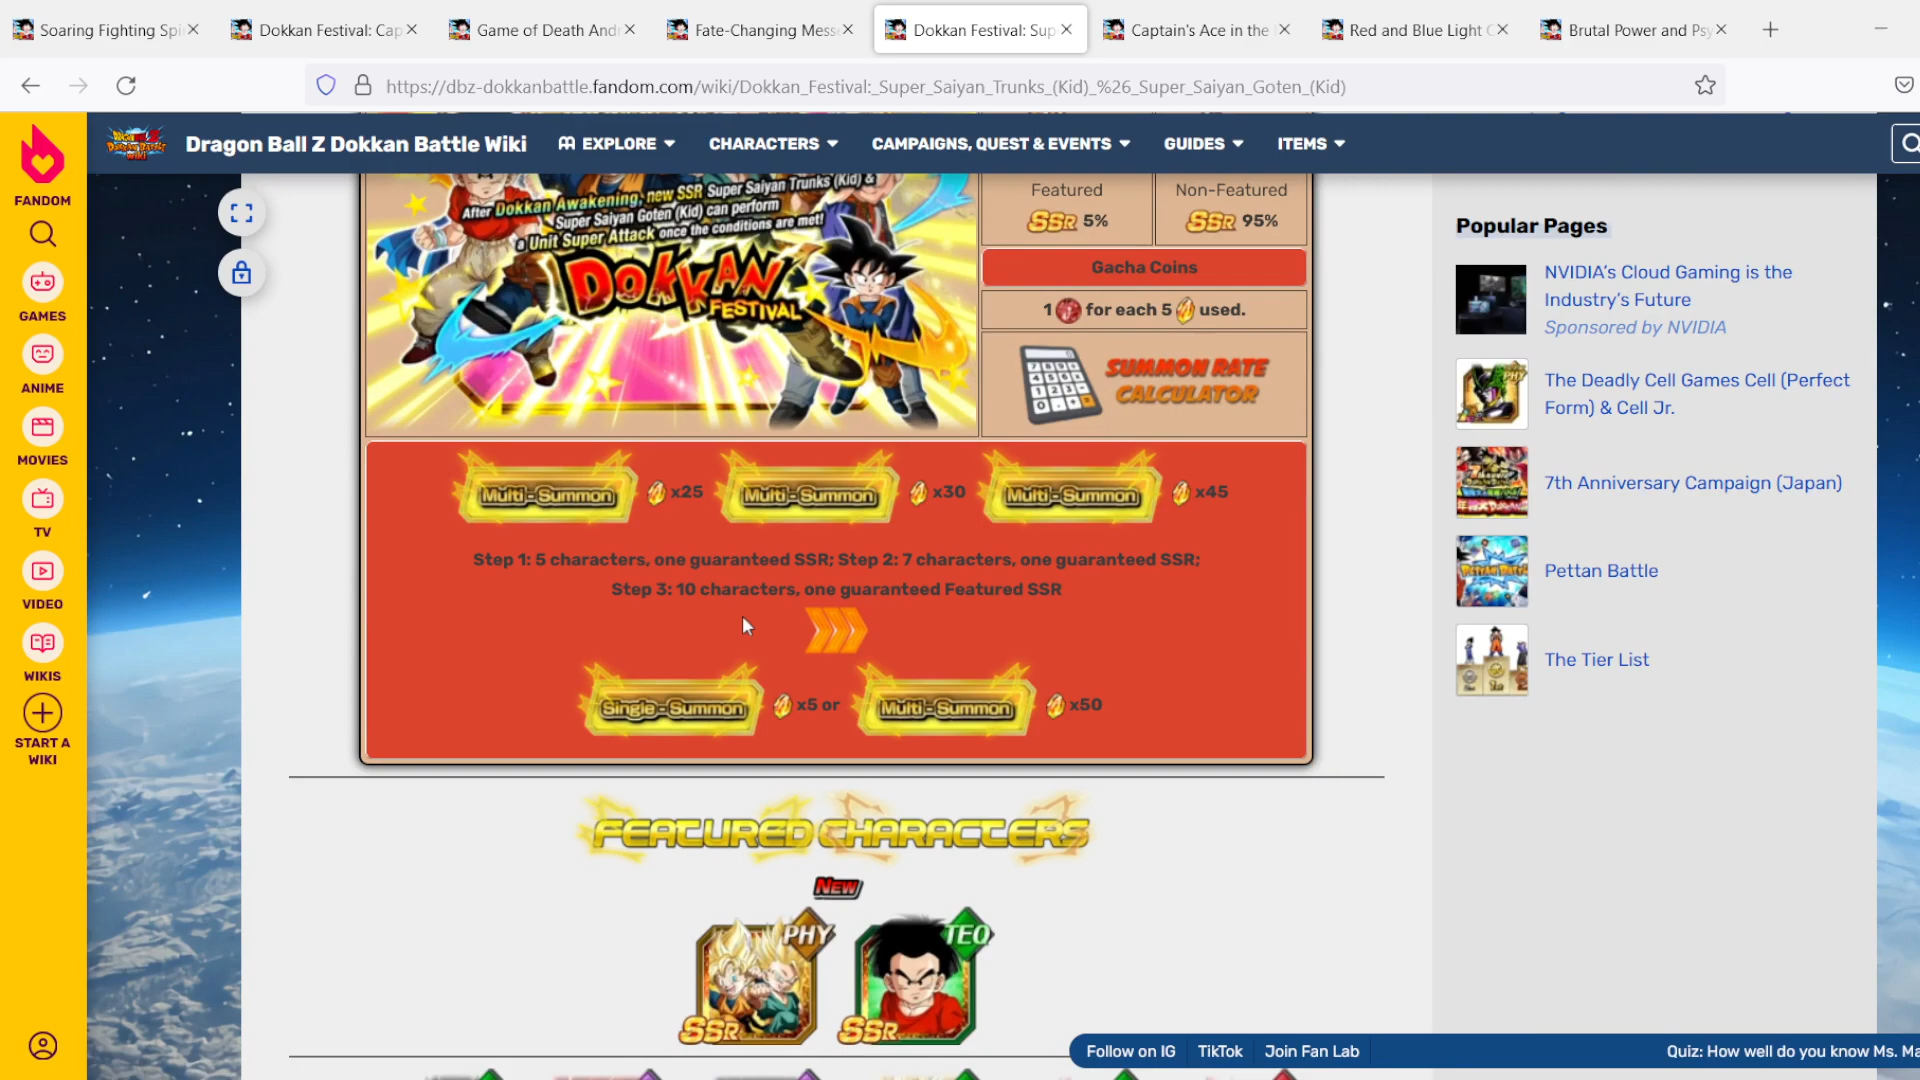 Soaring Fighting Spi
Dokkan Festival: Cap
Game of Death And
Fate-Changing Mess
Dokkan Festival: Sup
Captain's Ace in the
Red and Blue Light C
Brutal Power and Psy
https://dbz-dokkanbattle.fandom.com/wiki/Dokkan_Festival:_Super_Saiyan_Trunks_(Kid)_%26_Super_Saiyan_Goten_(Kid)
Dragon Ball Z Dokkan Battle Wiki
EXPLORE
CHARACTERS
CAMPAIGNS, QUEST & EVENTS
GUIDES
ITEMS
FANDOM
GAMES
ANIME
MOVIES
TV
VIDEO
WIKIS
START A
WIKI
After Dokkan Awakening, new SSR Super Saiyan Trunks (Kid) &
Super Saiyan Goten (Kid) can perform
a Unit Super Attack once the conditions are met!
DOKKAN
FESTIVAL
Featured
SSR 5%
Non-Featured
SSR 95%
Gacha Coins
1 for each 5 used.
SUMMON RATE
CALCULATOR
Multi-Summon x25 Multi-Summon x30 Multi-Summon x45
Step 1: 5 characters, one guaranteed SSR; Step 2: 7 characters, one guaranteed SSR;
Step 3: 10 characters, one guaranteed Featured SSR
Single-Summon x5 or Multi-Summon x50
FEATURED CHARACTERS
NEW
PHY
SSR
TEQ
SSR
Popular Pages
NVIDIA's Cloud Gaming is the
Industry's Future
Sponsored by NVIDIA
PHY
The Deadly Cell Games Cell (Perfect
Form) & Cell Jr.
7th Anniversary Campaign (Japan)
Pettan Battle
The Tier List
Follow on IG
TikTok
Join Fan Lab
Quiz: How well do you know Ms. Ma